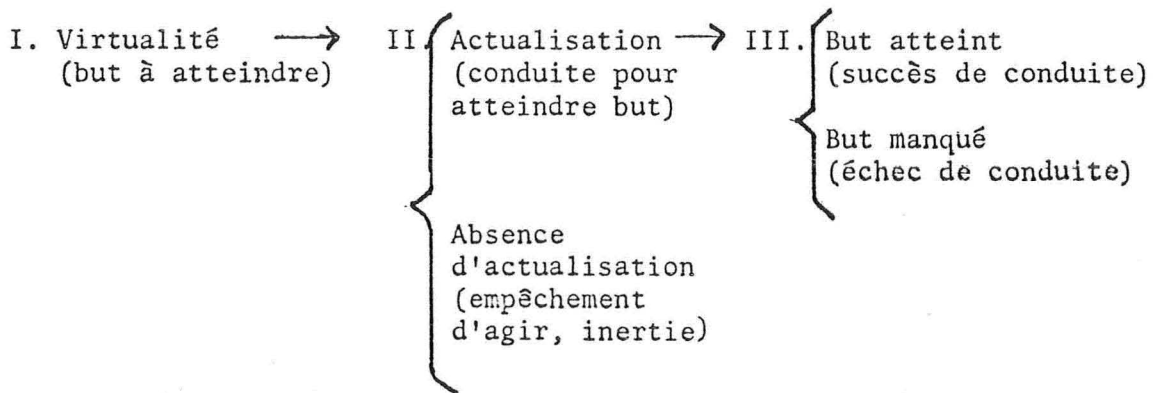 I. Virtualité → II. Actualisation → III. But atteint
(but à atteindre) (conduite pour (succès de conduite)
atteindre but)
But manqué
(échec de conduite)
Absence
d'actualisation
(empêchement
d'agir, inertie)